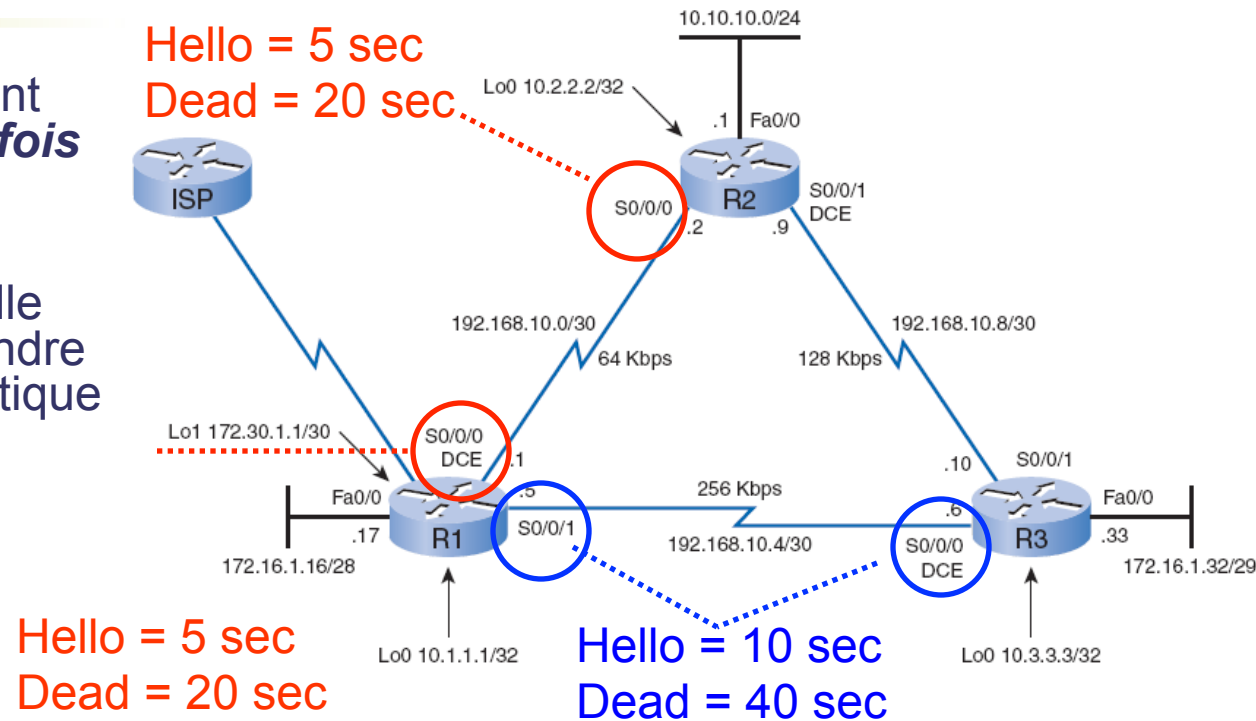 10.10.10.0/24
Hello = 5 sec
Dead = 20 sec
nt
fois
Lo0 10.2.2.2/32
.1 Fa0/0
ISP
R2
S0/0/1
DCE
S0/0/0
.2
.9
lle
ndre
tique
192.168.10.0/30
192.168.10.8/30
64 Kbps
128 Kbps
Lo1 172.30.1.1/30
S0/0/0
DCE
.1
.10
S0/0/1
Fa0/0
.5
256 Kbps
.6
Fa0/0
.17
R1
S0/0/1
192.168.10.4/30
S0/0/0
DCE
R3
.33
172.16.1.16/28
172.16.1.32/29
Hello = 5 sec
Dead = 20 sec
Lo0 10.1.1.1/32
Hello = 10 sec
Dead = 40 sec
Lo0 10.3.3.3/32